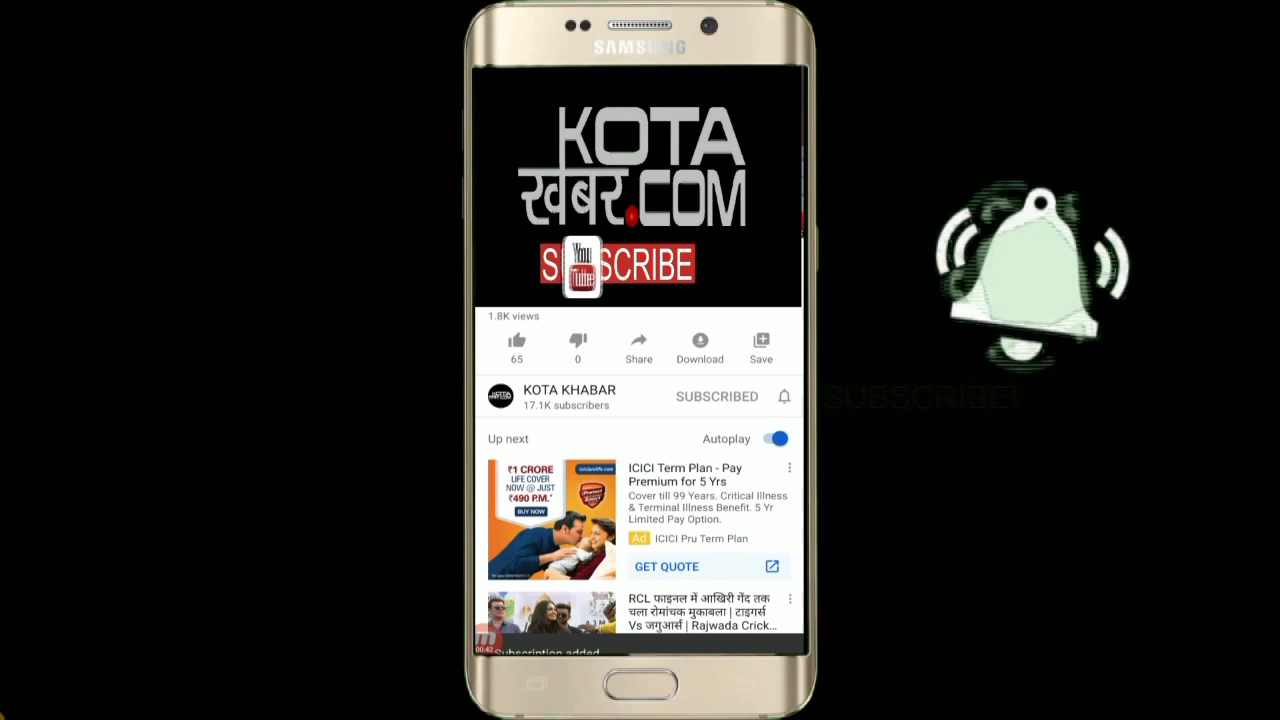 SAMSUNG
KOTA
खबर.COM
SUBSCRIBE
You
Tube
1.8K views
65
0
Share
Download
Save
KOTA KHABAR
17.1K subscribers
SUBSCRIBED
SUBSCRIBE!
Up next
Autoplay
₹1 CRORE
LIFE COVER
NOW @ JUST
₹490 P.M.*
BUY NOW
ICICI Term Plan - Pay
Premium for 5 Yrs
Cover till 99 Years. Critical Illness
& Terminal Illness Benefit. 5 Yr
Limited Pay Option.
Ad ICICI Pru Term Plan
GET QUOTE
RCL फाइनल में आखिरी गेंद तक
चला रोमांचक मुकाबला | टाइगर्स
Vs जगुआर्स | Rajwada Crick...
00:42
Subscription added